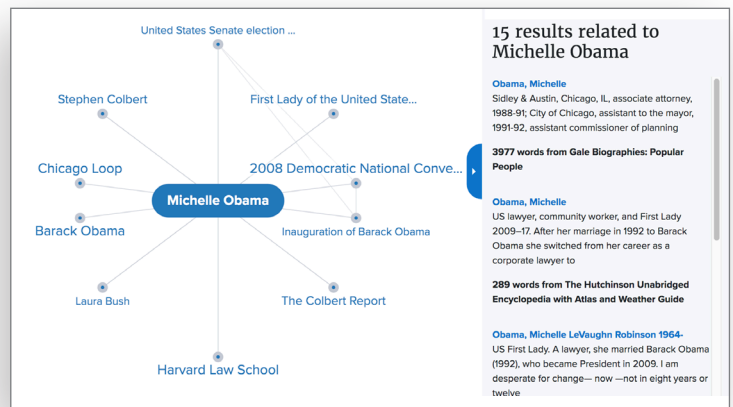 United States Senate election ...
Stephen Colbert
First Lady of the United State...
Chicago Loop
2008 Democratic National Conve...
Michelle Obama
Barack Obama
Inauguration of Barack Obama
Laura Bush
The Colbert Report
Harvard Law School
15 results related to
Michelle Obama
Obama, Michelle
Sidley & Austin, Chicago, IL, associate attorney,
1988-91; City of Chicago, assistant to the mayor,
1991-92, assistant commissioner of planning
3977 words from Gale Biographies: Popular
People
Obama, Michelle
US lawyer, community worker, and First Lady
2009–17. After her marriage in 1992 to Barack
Obama she switched from her career as a
corporate lawyer to
289 words from The Hutchinson Unabridged
Encyclopedia with Atlas and Weather Guide
Obama, Michelle LeVaughn Robinson 1964-
US First Lady. A lawyer, she married Barack Obama
(1992), who became President in 2009. I am
desperate for change— now —not in eight years or
twelve